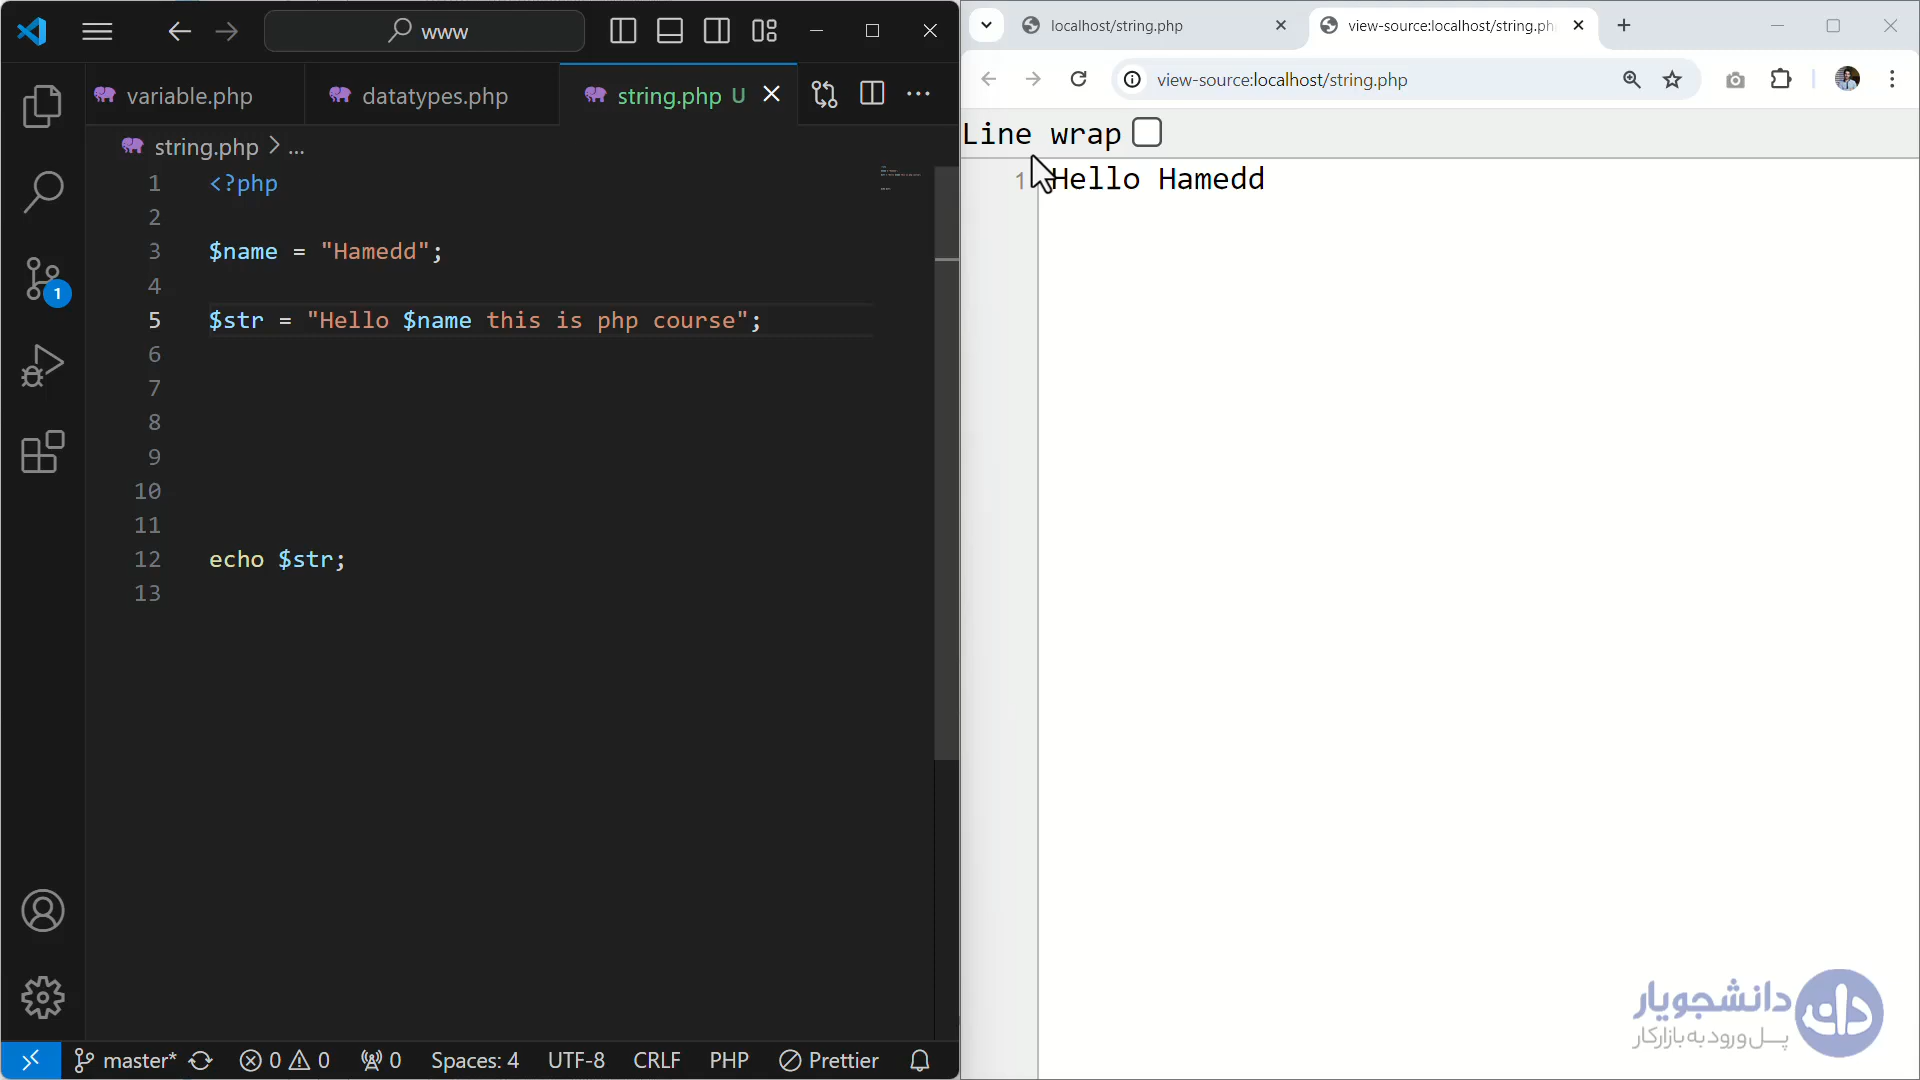 www
variable.php
datatypes.php
string.php U
string.php > ...
1 <?php
2
3 $name = "Hamedd";
4
5 $str = "Hello $name this is php course";
6
7
8
9
10
11
12 echo $str;
13
1
master*
0 0
0
Spaces: 4
UTF-8
CRLF
PHP
Prettier
localhost/string.php
view-source:localhost/string.ph
view-source:localhost/string.php
Line wrap
1 Hello Hamedd
دانشجویار
پل ورود به بازار کار